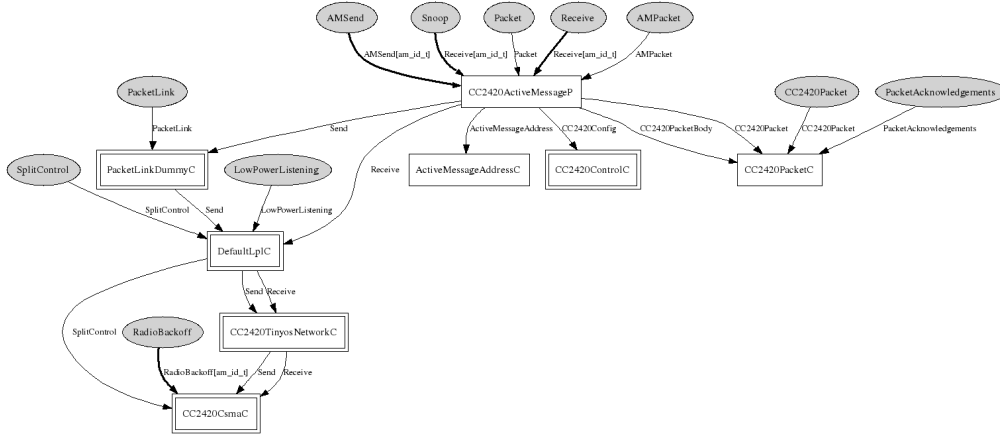 AMSend
Snoop
Packet
Receive
AMPacket
AMSend[am_id_t]
Receive[am_id_t]
Packet
Receive[am_id_t]
AMPacket
PacketLink
CC2420ActiveMessageP
CC2420Packet
PacketAcknowledgements
PacketLink
Send
ActiveMessageAddress
CC2420Config
CC2420PacketBody
CC2420Packet
CC2420Packet
PacketAcknowledgements
SplitControl
PacketLinkDummyC
LowPowerListening
Receive
ActiveMessageAddressC
CC2420ControlC
CC2420PacketC
SplitControl
Send
LowPowerListening
DefaultLplC
Send
Receive
SplitControl
RadioBackoff
CC2420TinyosNetworkC
RadioBackoff[am_id_t]
Send
Receive
CC2420CsmaC